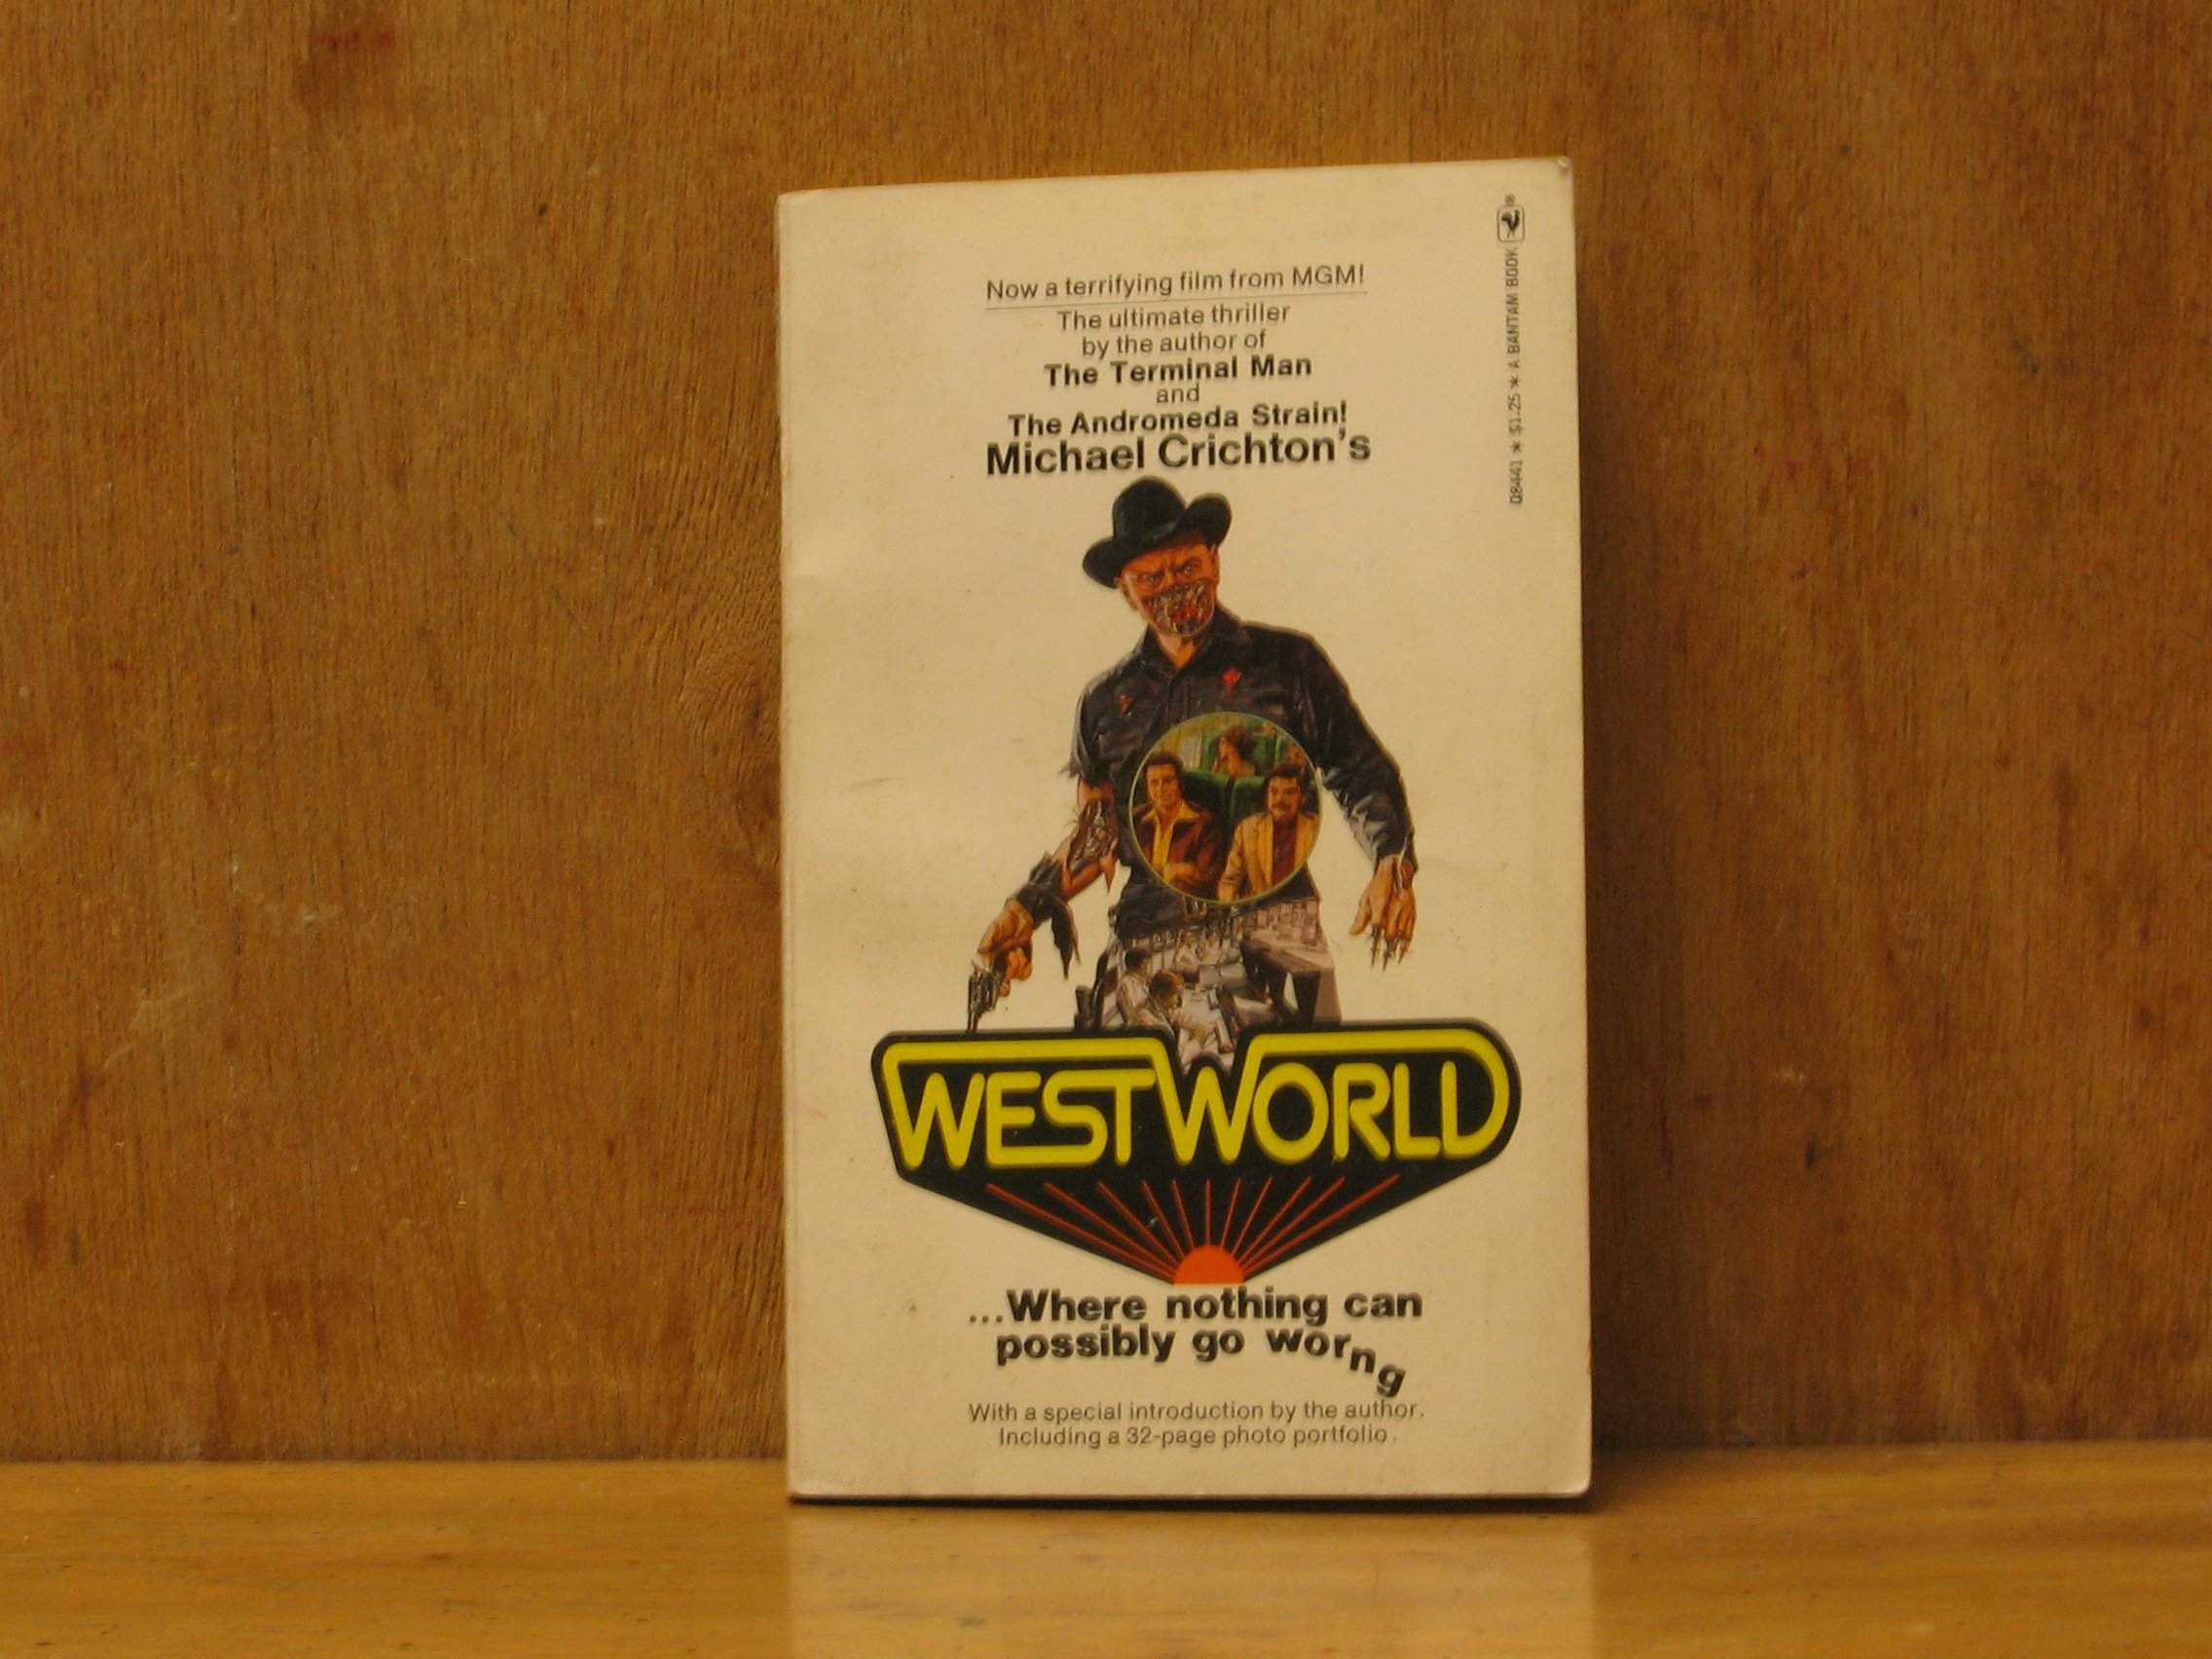 Now a terrifying film from MGM!
The ultimate thriller
by the author of
The Terminal Man
and
The Andromeda Strain!
Michael Crichton's
WESTWORLD
...Where nothing can
possibly go worng
With a special introduction by the author.
Including a 32-page photo portfolio.
Q8441 * $1.25 * A BANTAM BOOK ®